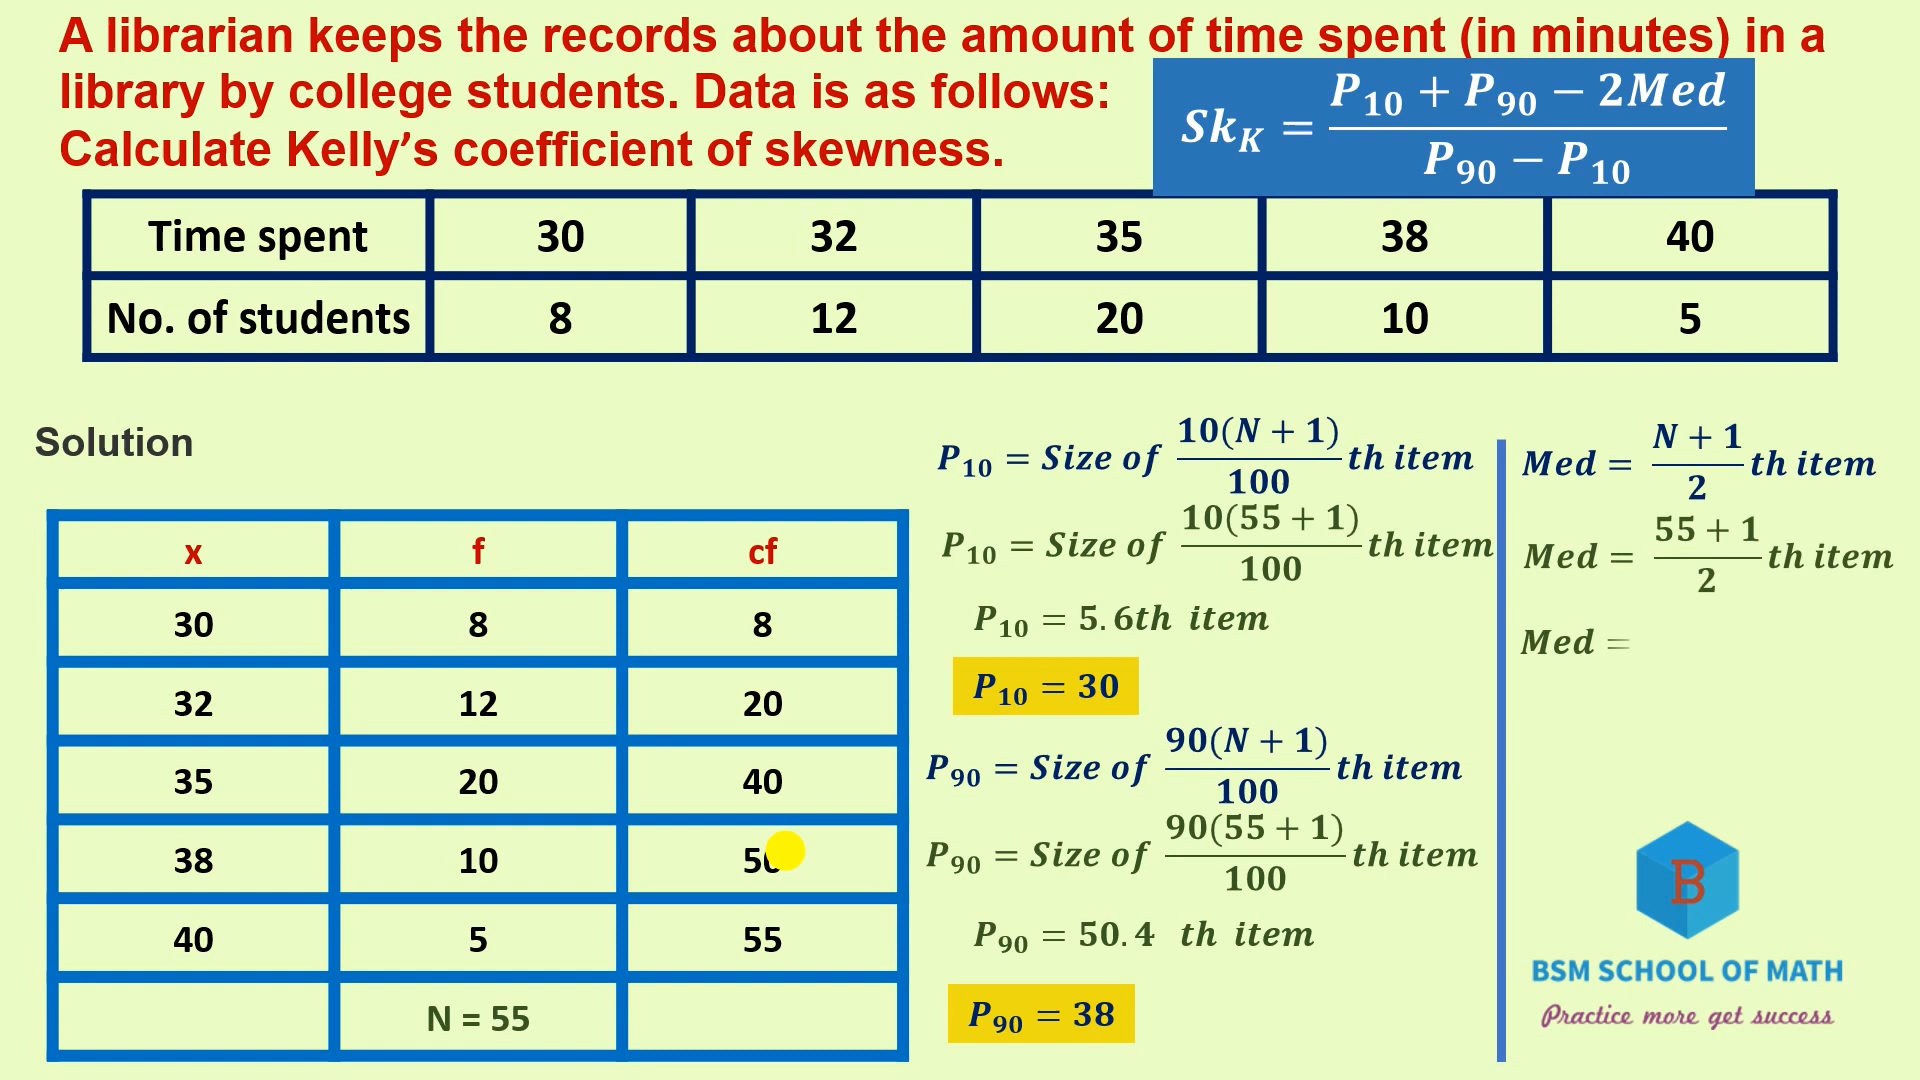 A librarian keeps the records about the amount of time spent (in minutes) in a
library by college students. Data is as follows:
Calculate Kelly’s coefficient of skewness.
Sk_K = (P_10 + P_90 − 2Med) / (P_90 − P_10)
Time spent 30 32 35 38 40
No. of students 8 12 20 10 5
Solution
x f cf
30 8 8
32 12 20
35 20 40
38 10 50
40 5 55
N = 55
P_10 = Size of 10(N + 1)/100 th item
P_10 = Size of 10(55 + 1)/100 th item
P_10 = 5.6th item
P_10 = 30
P_90 = Size of 90(N + 1)/100 th item
P_90 = Size of 90(55 + 1)/100 th item
P_90 = 50.4 th item
P_90 = 38
Med = (N + 1)/2 th item
Med = (55 + 1)/2 th item
Med =
B
BSM SCHOOL OF MATH
Practice more get success